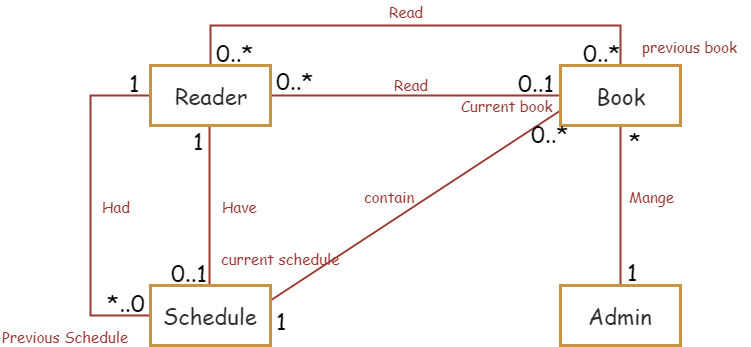 Read
0..*
0..*
previous book
1
Reader
0..*
Read
0..1
Book
Current book
1
0..*
*
Had
Have
contain
Mange
current schedule
0..1
1
*..0
Schedule
1
Admin
Previous Schedule